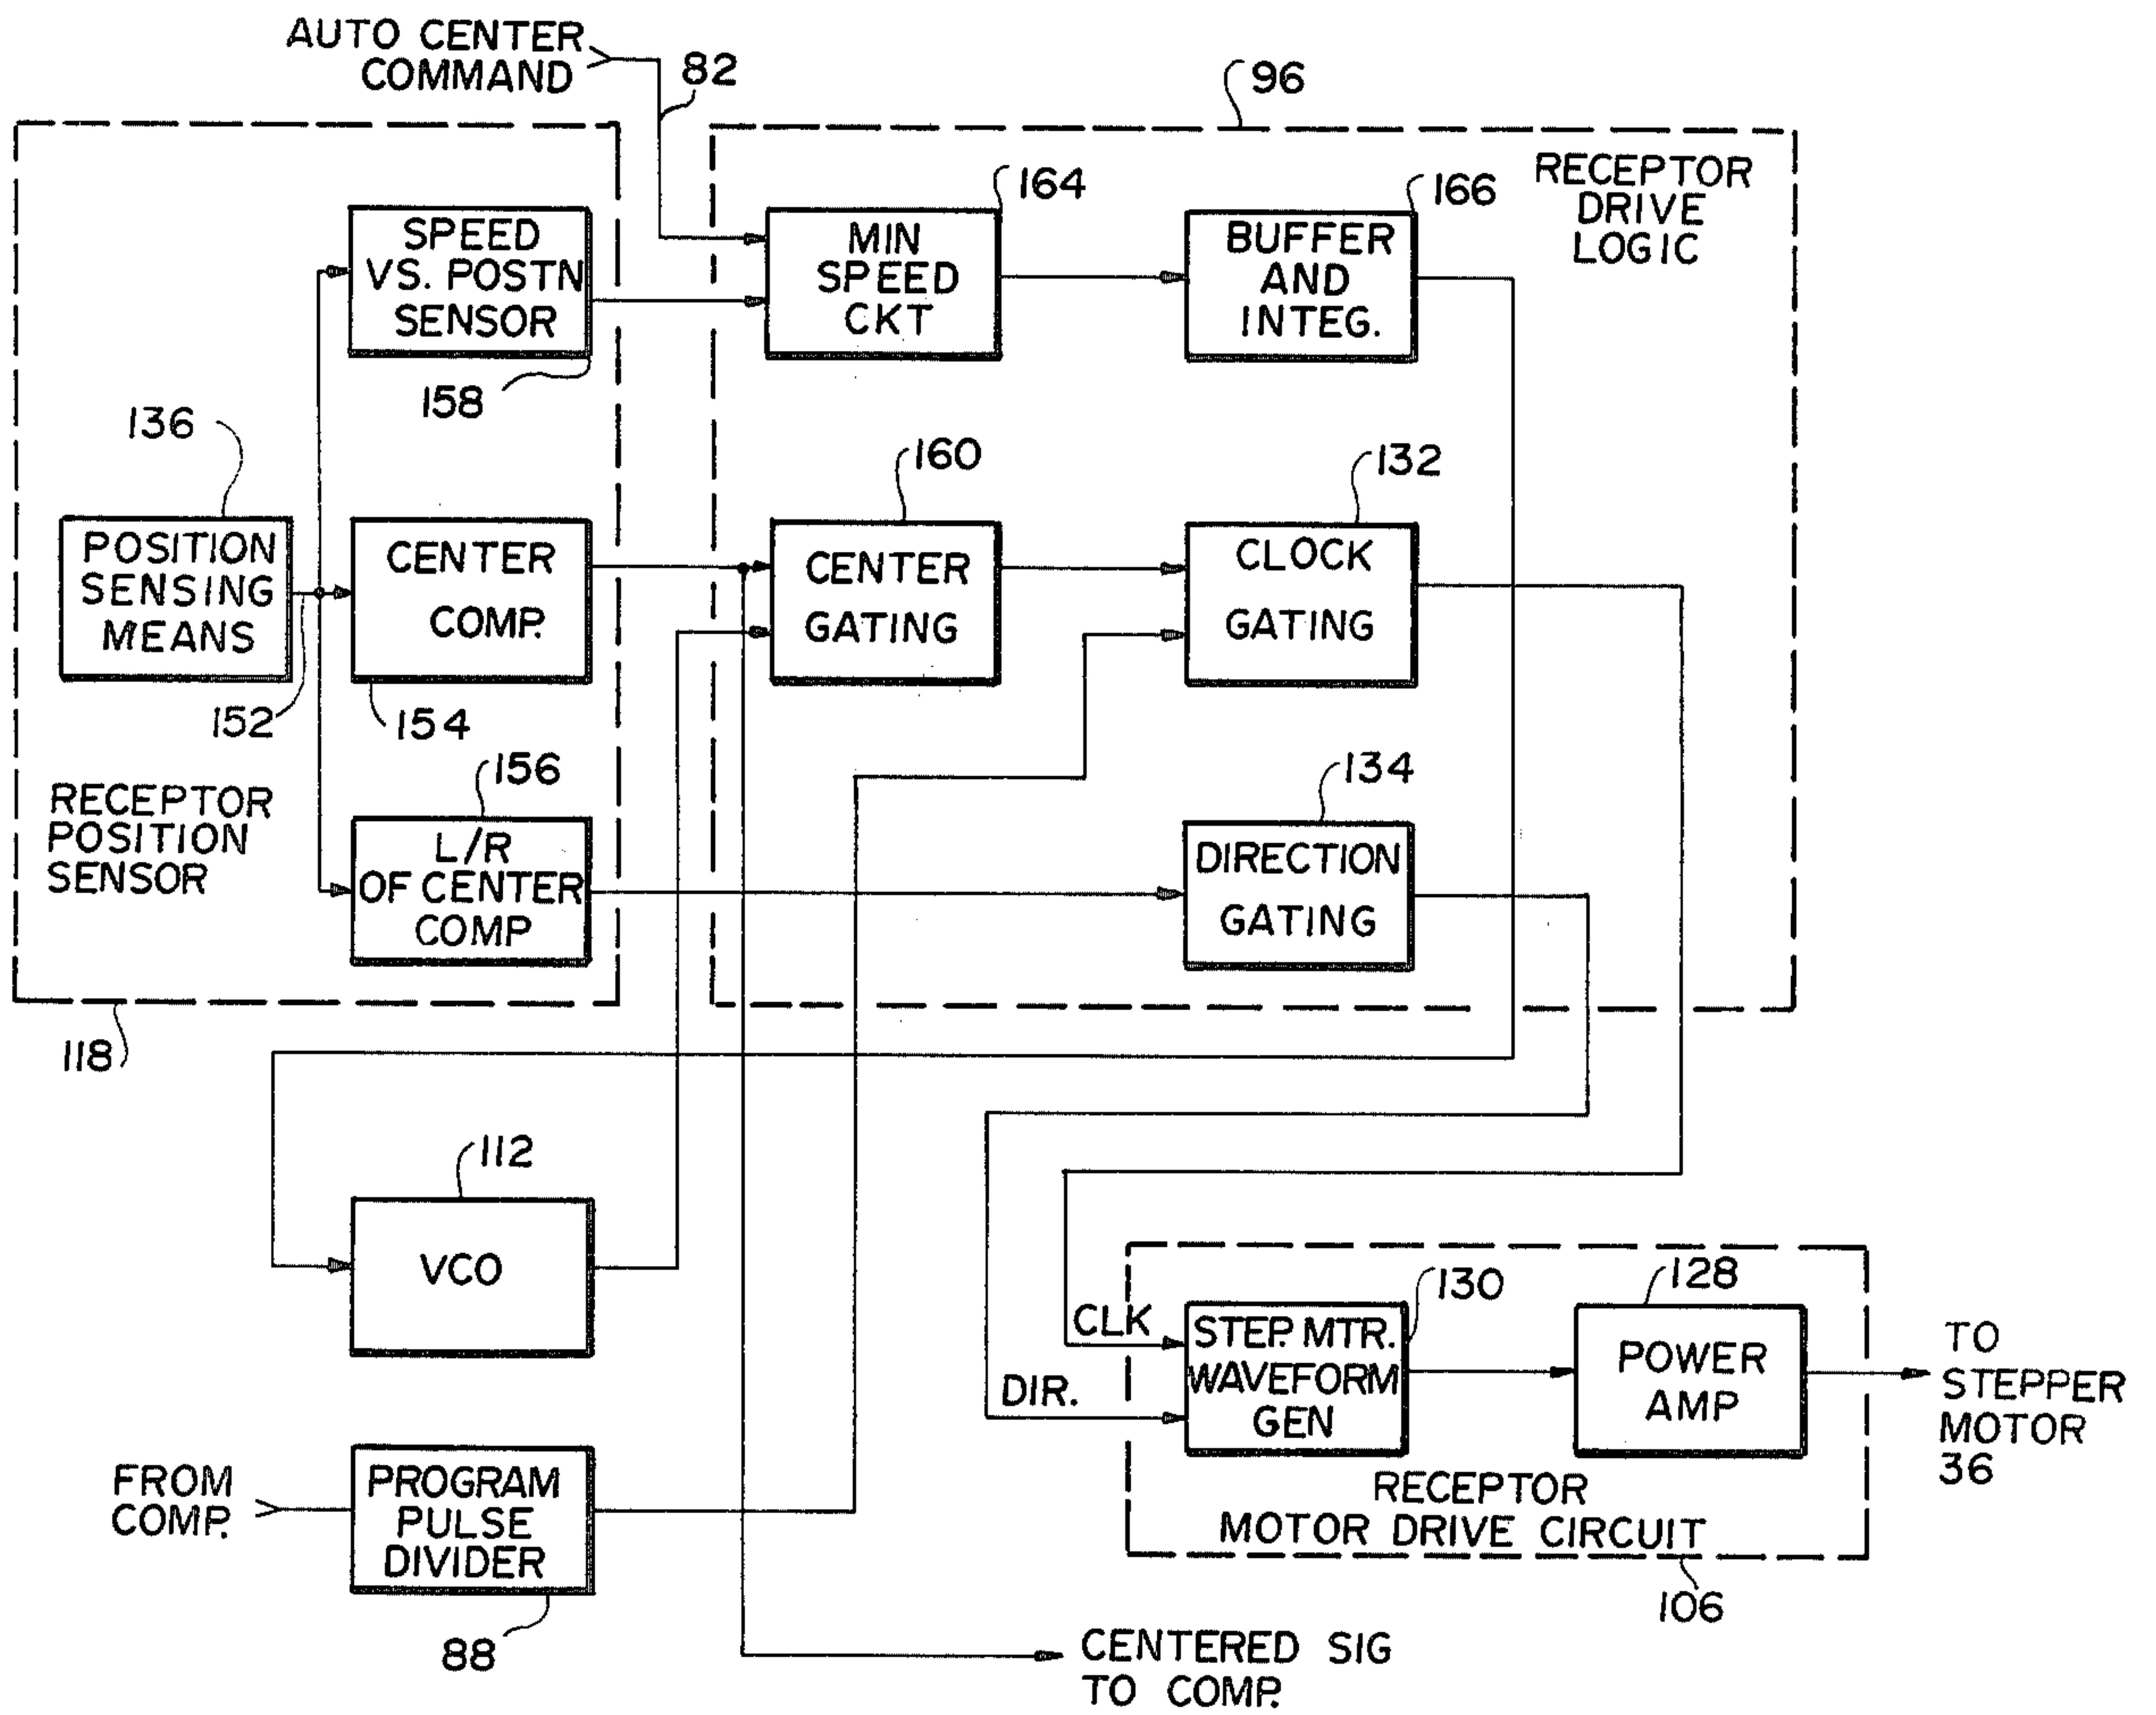 AUTO CENTER
COMMAND
82
96
RECEPTOR
DRIVE
LOGIC
164
166
SPEED
VS. POSTN
SENSOR
158
MIN
SPEED
CKT
BUFFER
AND
INTEG.
136
160
132
POSITION
SENSING
MEANS
152
CENTER
COMP.
154
CENTER
GATING
CLOCK
GATING
RECEPTOR
POSITION
SENSOR
156
L/R
OF CENTER
COMP
134
DIRECTION
GATING
118
112
VCO
CLK
DIR.
130
STEP. MTR.
WAVEFORM
GEN
128
POWER
AMP
TO
STEPPER
MOTOR
36
RECEPTOR
MOTOR DRIVE CIRCUIT
106
FROM
COMP.
PROGRAM
PULSE
DIVIDER
88
CENTERED SIG
TO COMP.